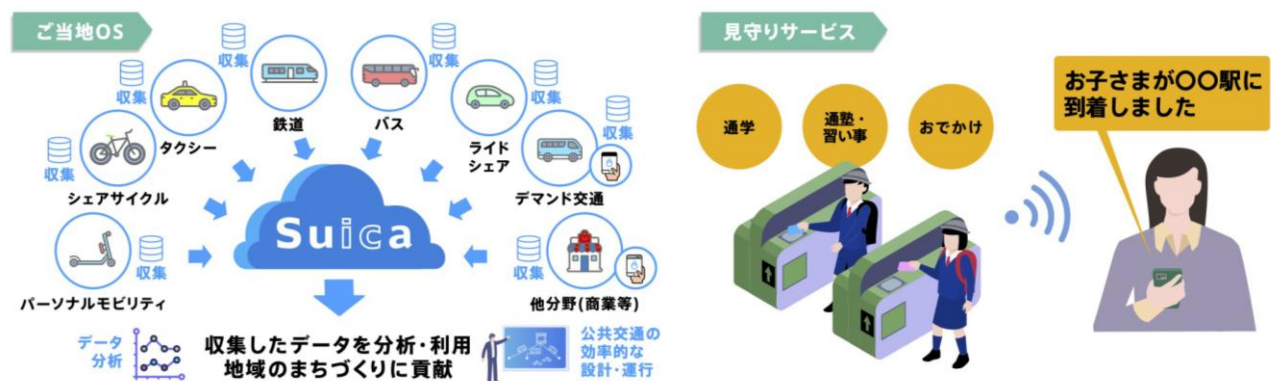 ご当地OS
収集
収集
収集
収集
収集
収集
収集
収集
収集
鉄道
バス
タクシー
ライド
シェア
シェアサイクル
デマンド交通
Suica
パーソナルモビリティ
他分野(商業等)
データ
分析
収集したデータを分析・利用
地域のまちづくりに貢献
公共交通の
効率的な
設計・運行
見守りサービス
通学
通塾・
習い事
おでかけ
お子さまが〇〇駅に
到着しました